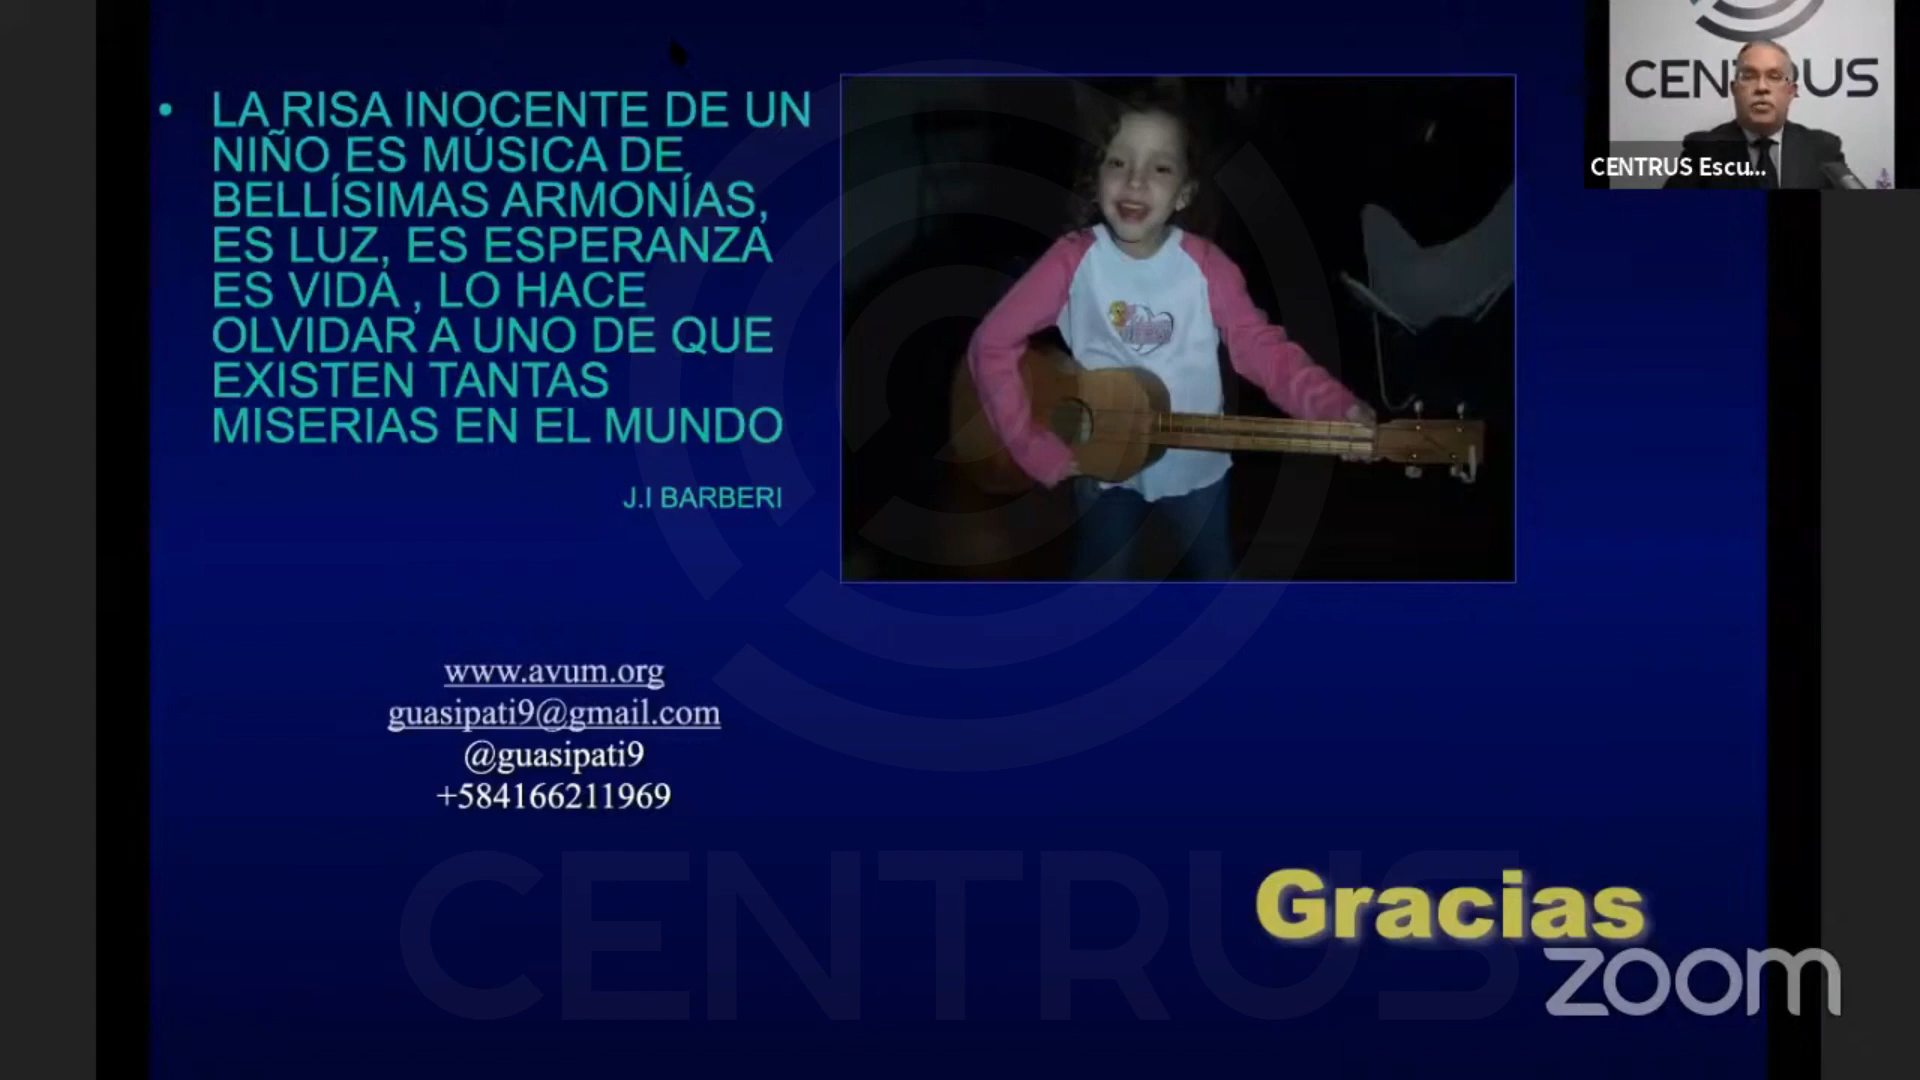 LA RISA INOCENTE DE UN
NIÑO ES MÚSICA DE
BELLÍSIMAS ARMONÍAS,
ES LUZ, ES ESPERANZA
ES VIDA , LO HACE
OLVIDAR A UNO DE QUE
EXISTEN TANTAS
MISERIAS EN EL MUNDO
J.I BARBERI
www.avum.org
guasipati9@gmail.com
@guasipati9
+584166211969
Gracias
zoom
CENTRUS
CENTRUS
CENTRUS Escu...